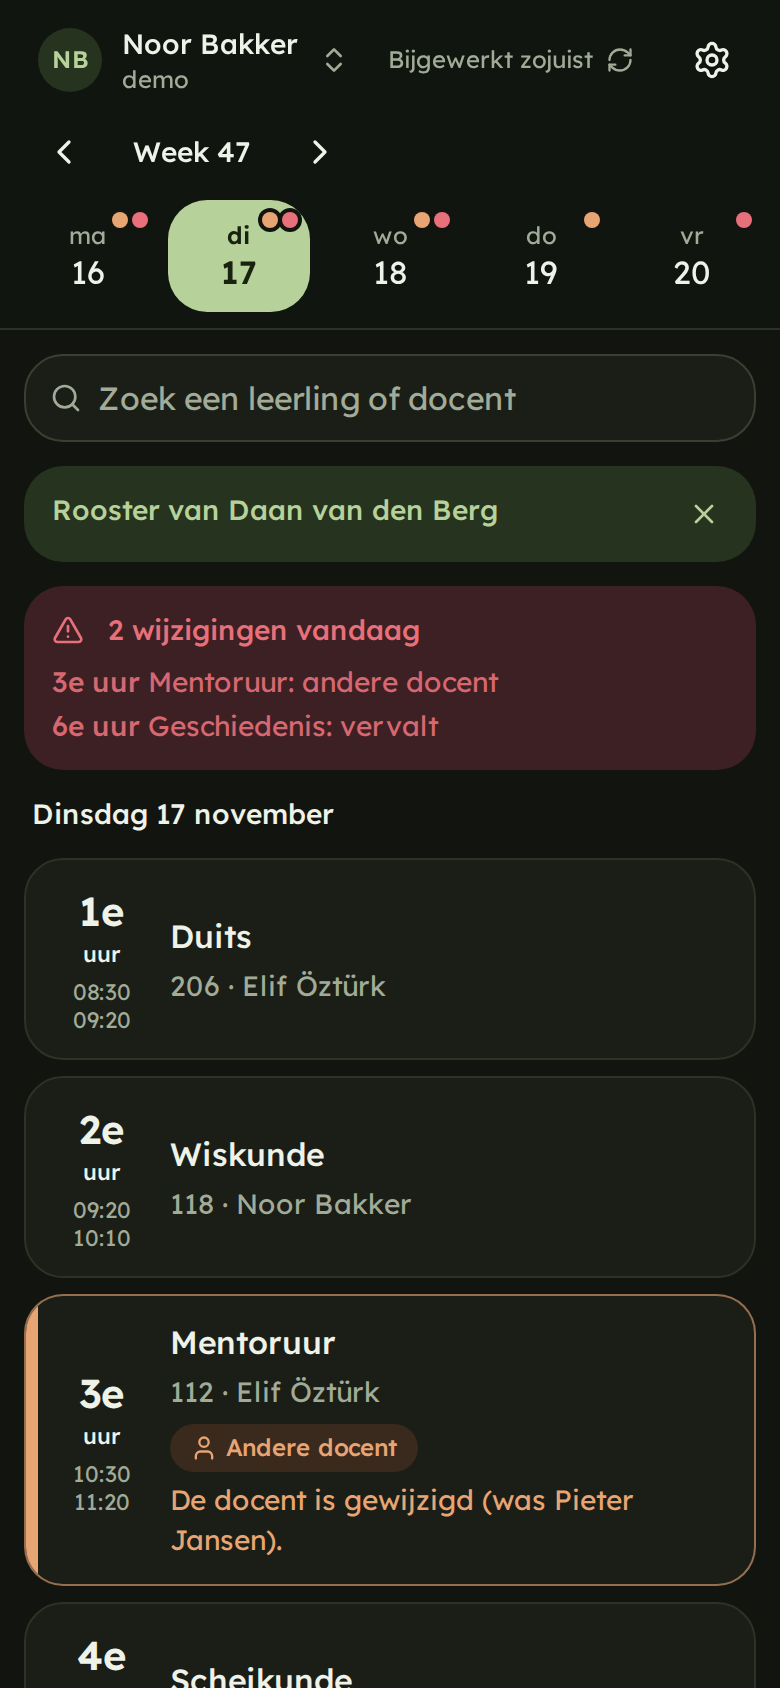 NB
Noor Bakker
demo
Bijgewerkt zojuist
Week 47
ma
16
di
17
wo
18
do
19
vr
20
Zoek een leerling of docent
Rooster van Daan van den Berg
2 wijzigingen vandaag
3e uur Mentoruur: andere docent
6e uur Geschiedenis: vervalt
Dinsdag 17 november
1e
uur
08:30
09:20
Duits
206 · Elif Öztürk
2e
uur
09:20
10:10
Wiskunde
118 · Noor Bakker
3e
uur
10:30
11:20
Mentoruur
112 · Elif Öztürk
Andere docent
De docent is gewijzigd (was Pieter
Jansen).
4e
Scheikunde